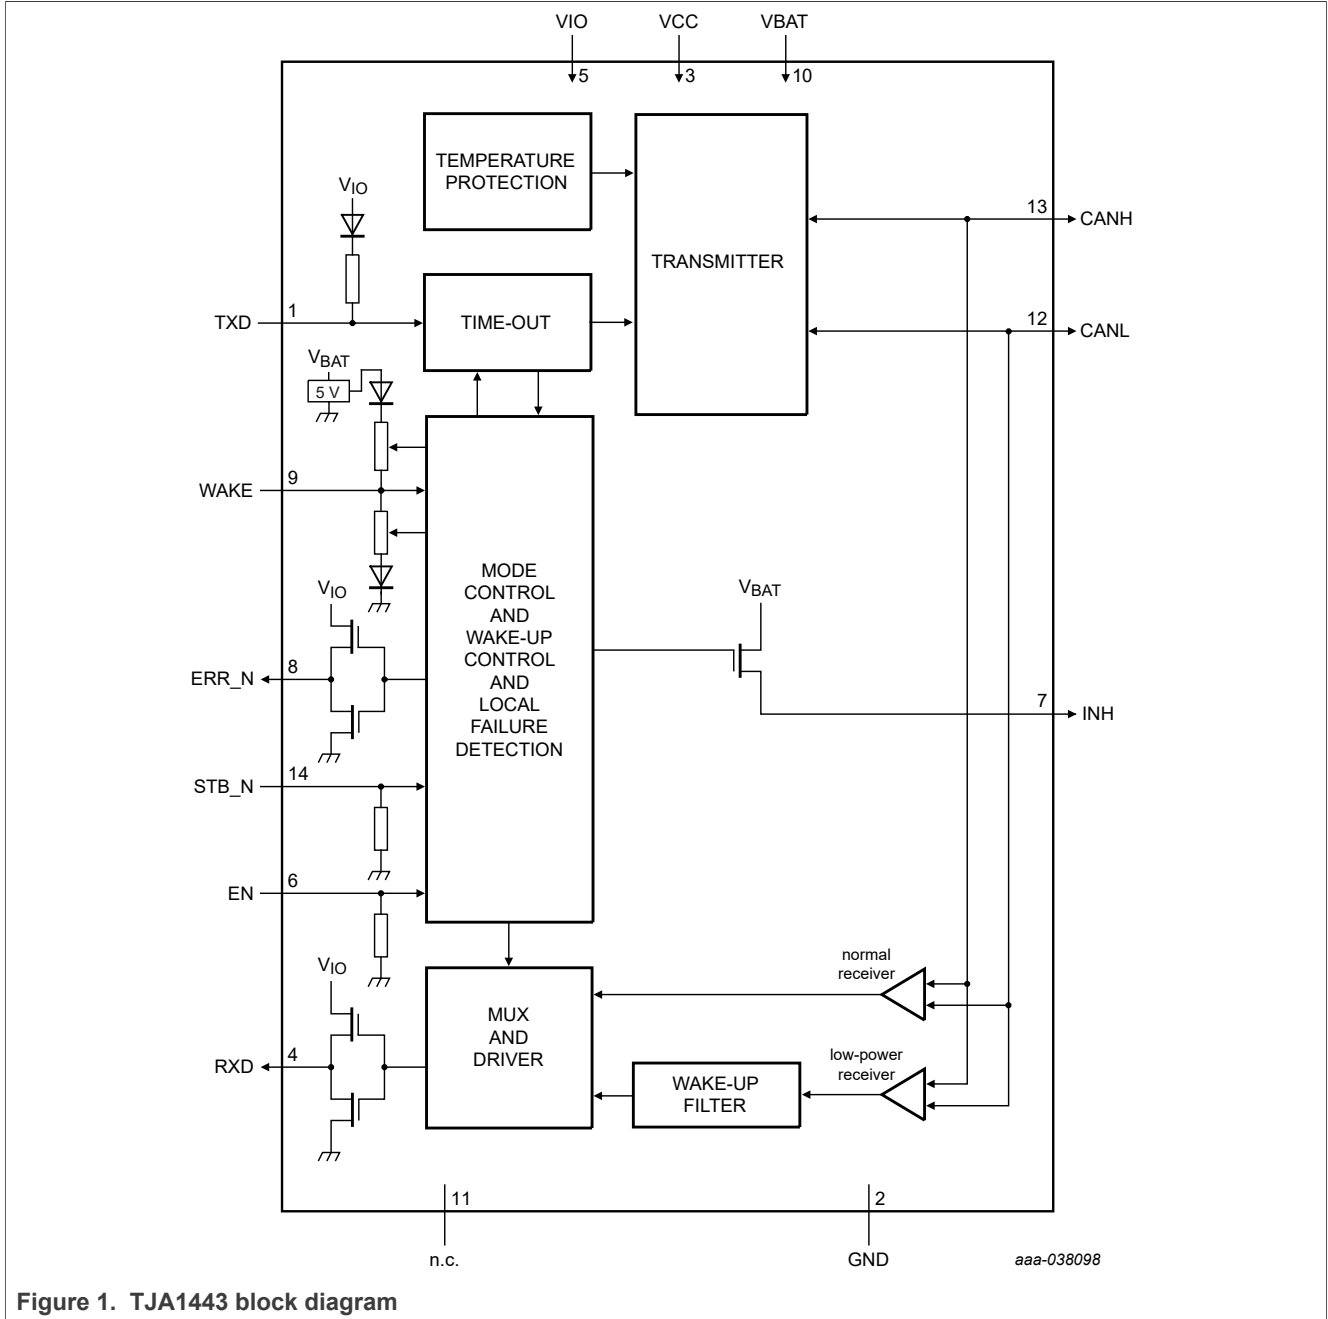 VIO
VCC
VBAT
5
3
10
TEMPERATURE
PROTECTION
TRANSMITTER
VIO
13
CANH
TXD
1
TIME-OUT
12
CANL
VBAT
5 V
WAKE
9
MODE
CONTROL
AND
WAKE-UP
CONTROL
AND
LOCAL
FAILURE
DETECTION
VIO
VBAT
ERR_N
8
7
INH
STB_N
14
EN
6
VIO
normal
receiver
MUX
AND
DRIVER
RXD
4
low-power
receiver
WAKE-UP
FILTER
11
2
n.c.
GND
aaa-038098
Figure 1. TJA1443 block diagram